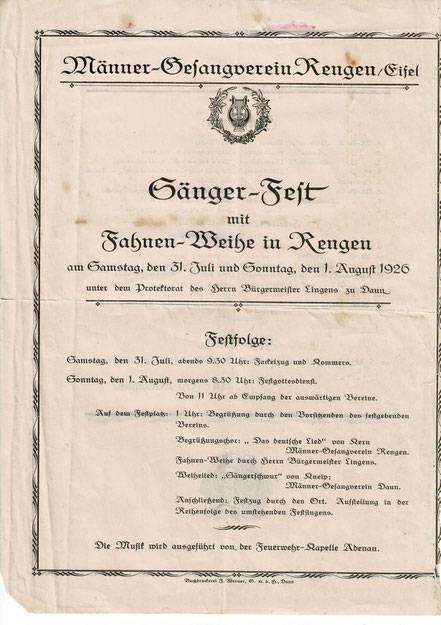 Männer-Gesangverein Rengen/Eifel
Sänger-Fest
mit
Fahnen-Weihe in Rengen
am Samstag, den 31. Juli und Sonntag, den 1. August 1926
unter dem Protektorat des Herrn Bürgermeister Lingens zu Daun
Festfolge:
Samstag, den 31. Juli, abends 9.30 Uhr: Fackelzug und Kommers.
Sonntag, den 1. August, morgens 8.30 Uhr: Festgottesdienst.
Von 11 Uhr ab Empfang der auswärtigen Vereine.
Auf dem Festplatz: 1 Uhr: Begrüßung durch den Vorsitzenden des festgebenden
Vereins.
Begrüßungschor: „Das deutsche Lied" von Kern
Männer-Gesangverein Rengen.
Fahnen-Weihe durch Herrn Bürgermeister Lingens.
Weihelied: „Sängerschwur" von Kneip;
Männer-Gesangverein Daun.
Anschließend: Festzug durch den Ort. Aufstellung in der
Reihenfolge des umstehenden Festsingens.
Die Musik wird ausgeführt von der Feuerwehr-Kapelle Adenau.
Buchdruckerei J. Werner, G. m. b. H., Daun